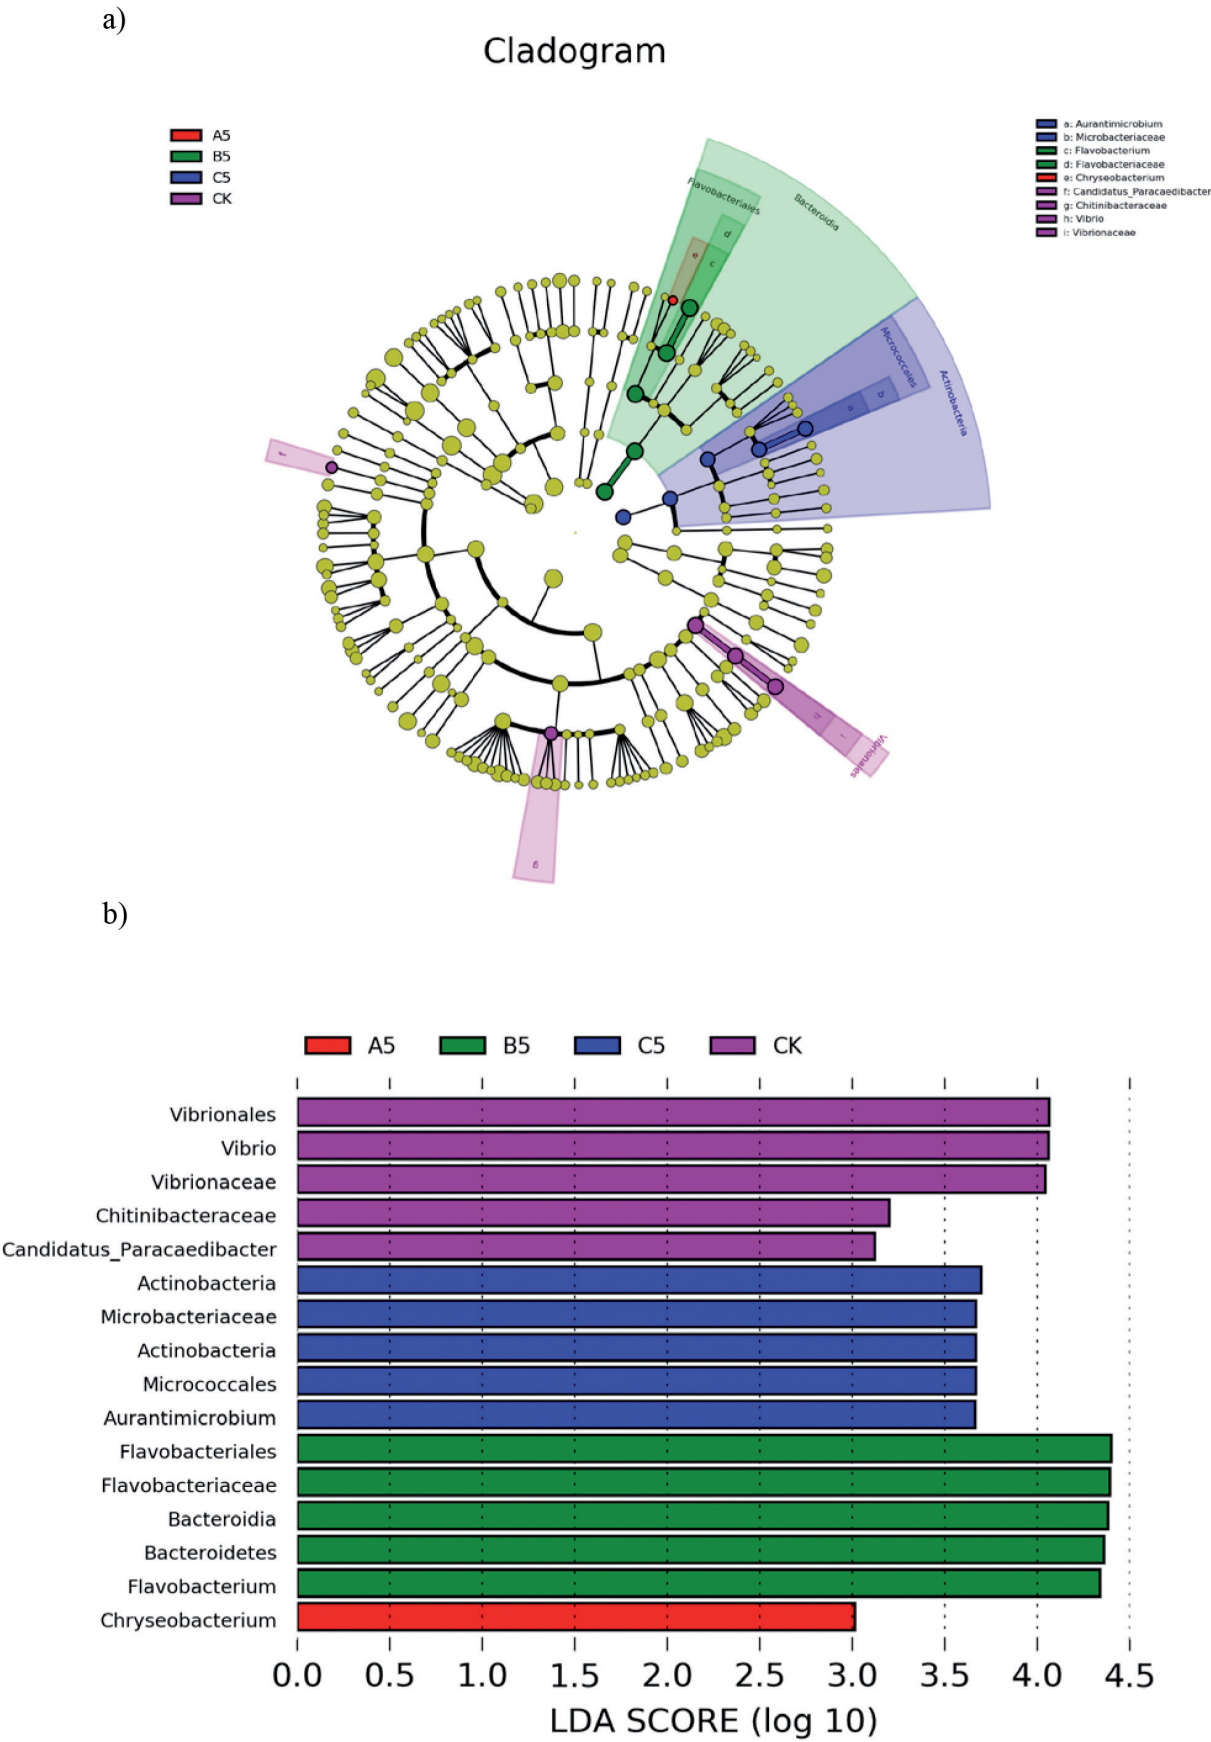 a)
Cladogram
A5
B5
C5
CK
a: Aurantimicrobium
b: Microbacteriaceae
c: Flavobacterium
d: Flavobacteriaceae
e: Chryseobacterium
f: Candidatus_Paracaedibacter
g: Chitinibacteraceae
h: Vibrio
i: Vibrionaceae
Flavobacteriales
Bacteroidia
d
e
c
Micrococcales
Actinobacteria
b
a
f
h
i
Vibrionales
g
b)
A5 B5 C5 CK
Vibrionales
Vibrio
Vibrionaceae
Chitinibacteraceae
Candidatus_Paracaedibacter
Actinobacteria
Microbacteriaceae
Actinobacteria
Micrococcales
Aurantimicrobium
Flavobacteriales
Flavobacteriaceae
Bacteroidia
Bacteroidetes
Flavobacterium
Chryseobacterium
0.0 0.5 1.0 1.5 2.0 2.5 3.0 3.5 4.0 4.5
LDA SCORE (log 10)